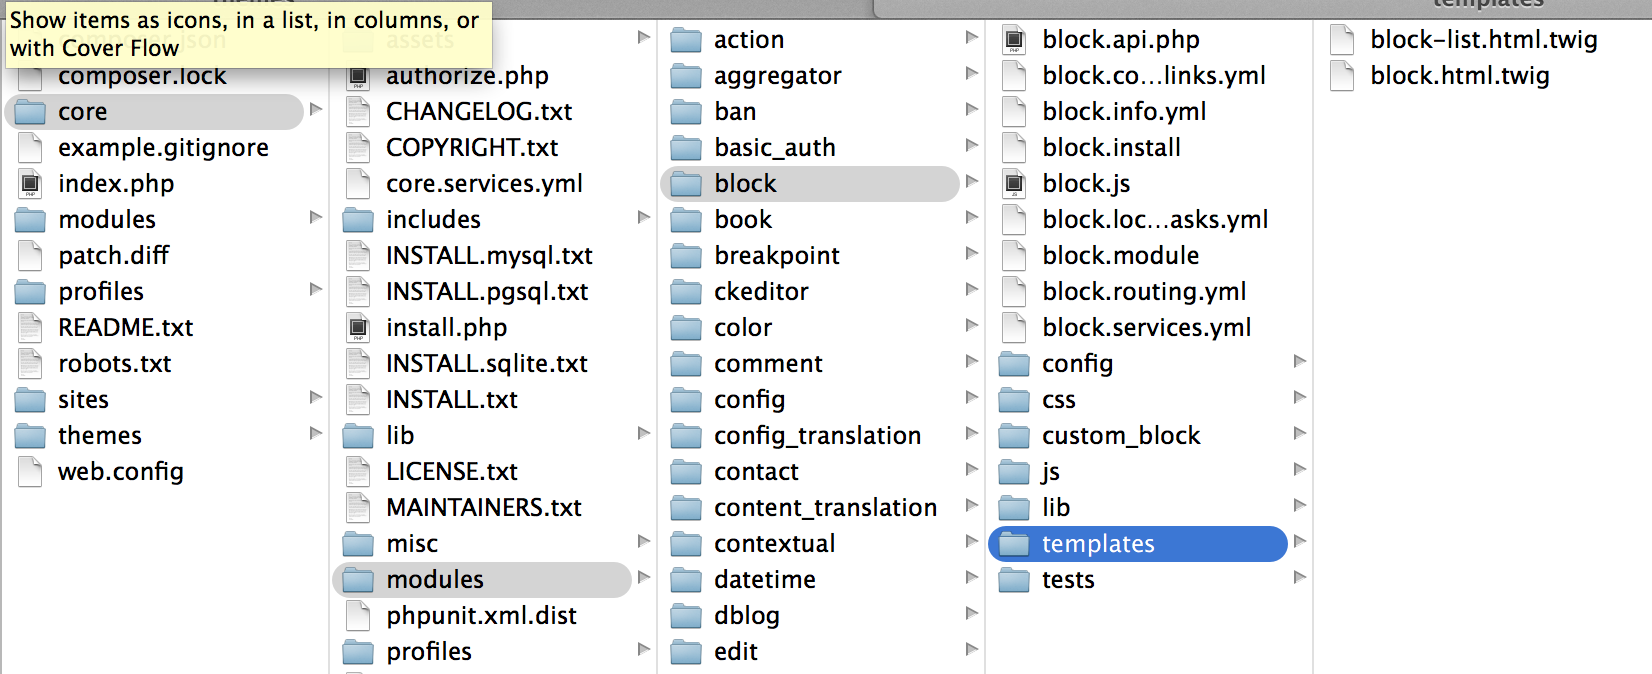 Show items as icons, in a list, in columns, or
with Cover Flow
templates
composer.json
composer.lock
core
example.gitignore
index.php
modules
patch.diff
profiles
README.txt
robots.txt
sites
themes
web.config
assets
authorize.php
CHANGELOG.txt
COPYRIGHT.txt
core.services.yml
includes
INSTALL.mysql.txt
INSTALL.pgsql.txt
install.php
INSTALL.sqlite.txt
INSTALL.txt
lib
LICENSE.txt
MAINTAINERS.txt
misc
modules
phpunit.xml.dist
profiles
action
aggregator
ban
basic_auth
block
book
breakpoint
ckeditor
color
comment
config
config_translation
contact
content_translation
contextual
datetime
dblog
edit
block.api.php
block.co...links.yml
block.info.yml
block.install
block.js
block.loc...asks.yml
block.module
block.routing.yml
block.services.yml
config
css
custom_block
js
lib
templates
tests
block-list.html.twig
block.html.twig